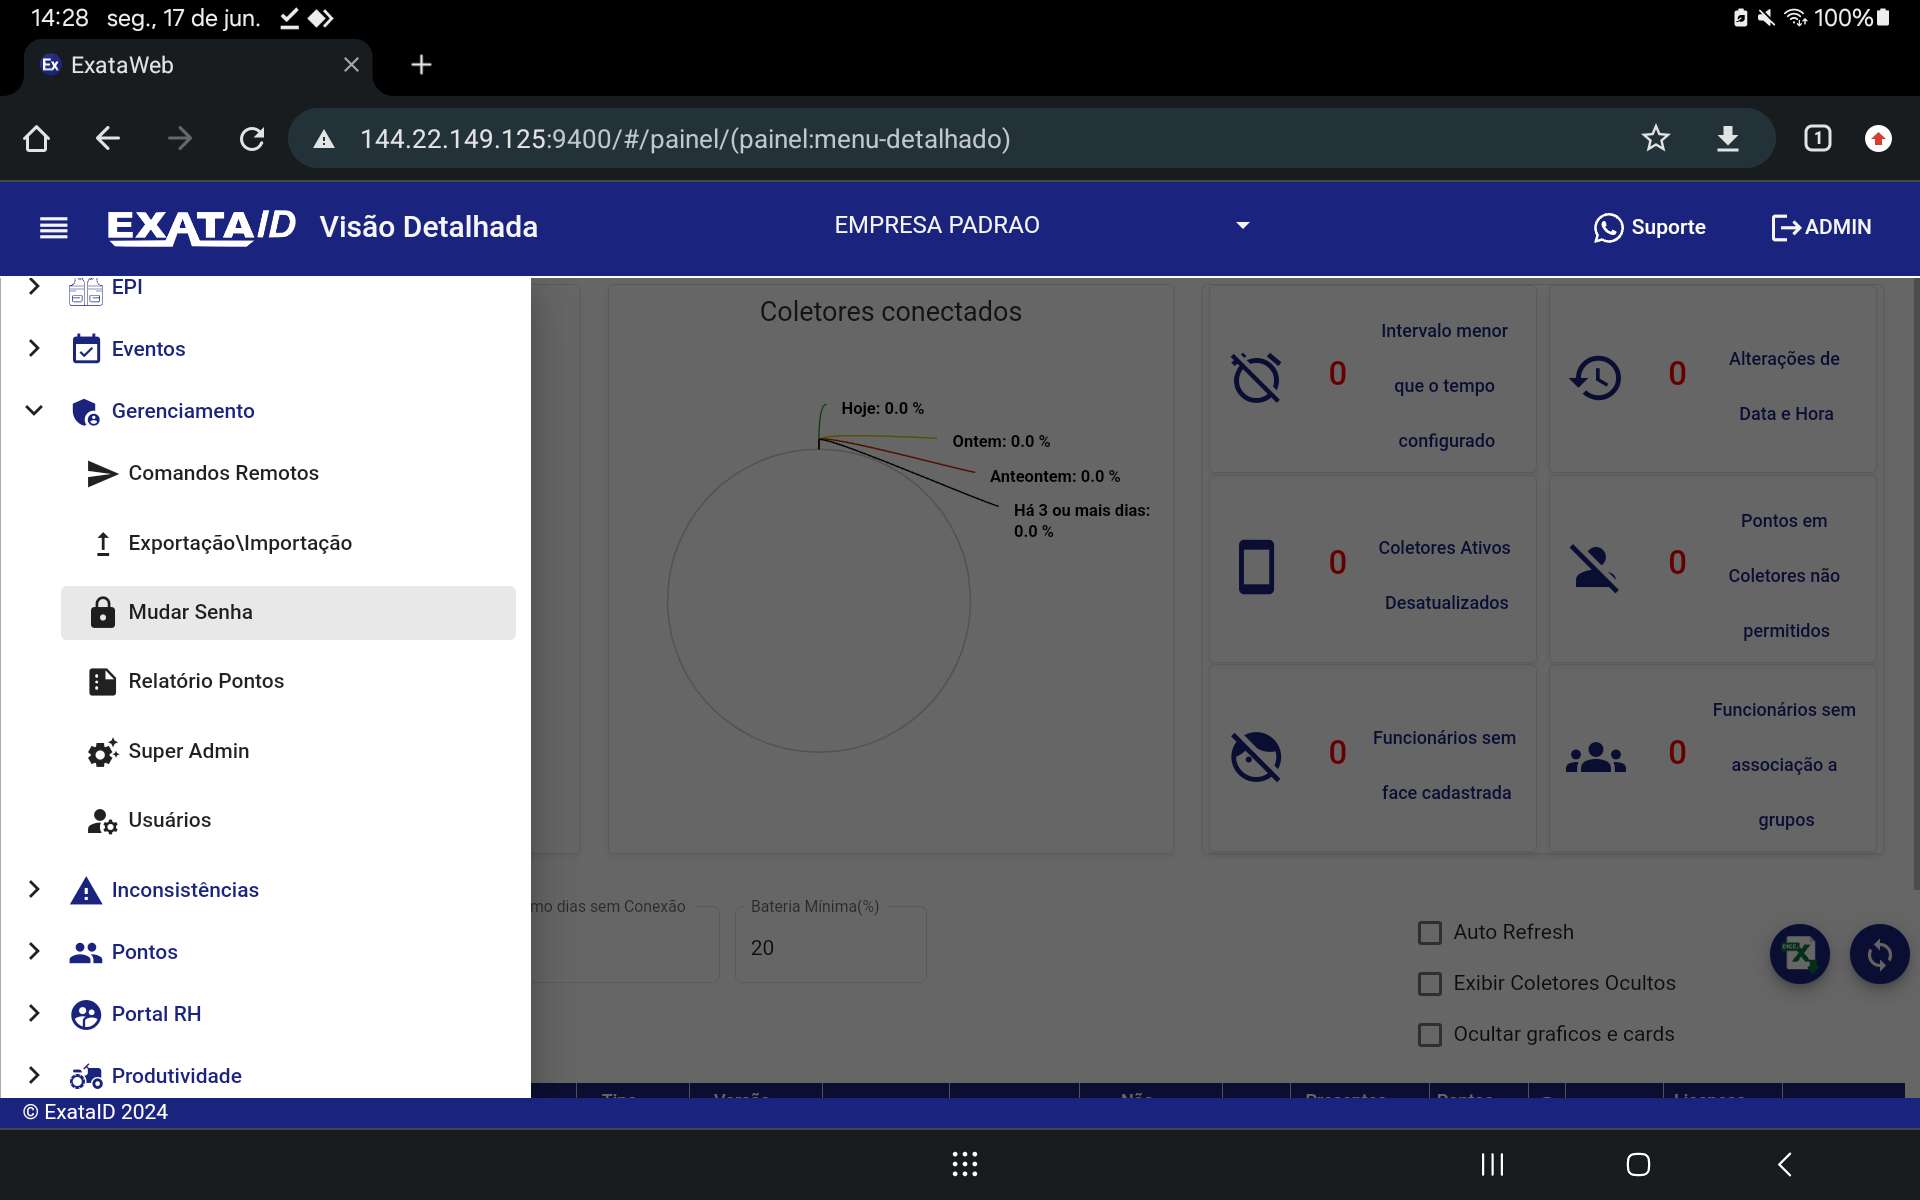 14:28 seg., 17 de jun. 100%
Ex ExataWeb
144.22.149.125:9400/#/painel/(painel:menu-detalhado) 1
EXATAID Visão Detalhada EMPRESA PADRAO Suporte ADMIN
EPI
Eventos
Gerenciamento
Comandos Remotos
Exportação\Importação
Mudar Senha
Relatório Pontos
Super Admin
Usuários
Inconsistências
Pontos
Portal RH
Produtividade
Coletores conectados
Hoje: 0.0 %
Ontem: 0.0 %
Anteontem: 0.0 %
Há 3 ou mais dias:
0.0 %
0 Intervalo menor
que o tempo
configurado
0 Alterações de
Data e Hora
0 Coletores Ativos
Desatualizados
0 Pontos em
Coletores não
permitidos
0 Funcionários sem
face cadastrada
0 Funcionários sem
associação a
grupos
mo dias sem Conexão
Bateria Mínima(%)
20
Auto Refresh
Exibir Coletores Ocultos
Ocultar graficos e cards
© ExataID 2024